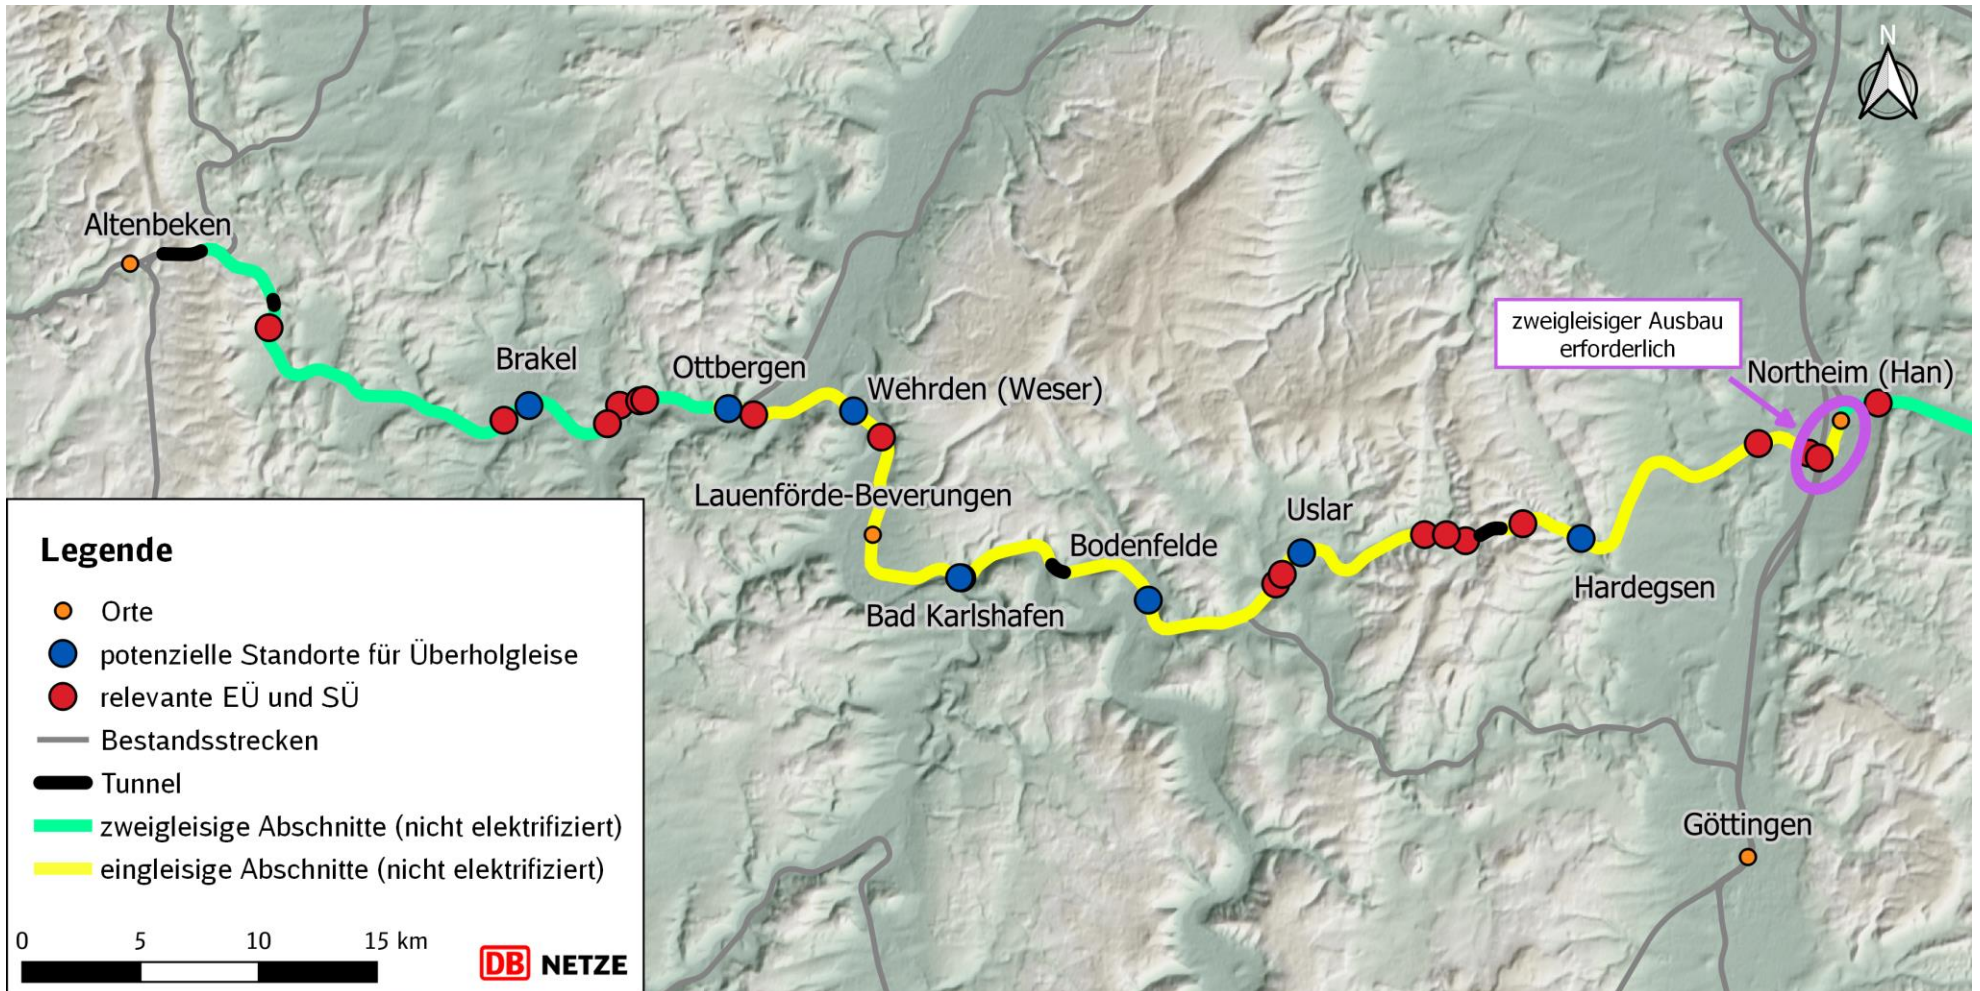 N
Altenbeken
zweigleisiger Ausbau
erforderlich
Brakel
Ottbergen
Wehrden (Weser)
Northeim (Han)
Lauenförde-Beverungen
Uslar
Bodenfelde
Bad Karlshafen
Hardegsen
Göttingen
Legende
Orte
potenzielle Standorte für Überholgleise
relevante EÜ und SÜ
Bestandsstrecken
Tunnel
zweigleisige Abschnitte (nicht elektrifiziert)
eingleisige Abschnitte (nicht elektrifiziert)
0 5 10 15 km
DB NETZE